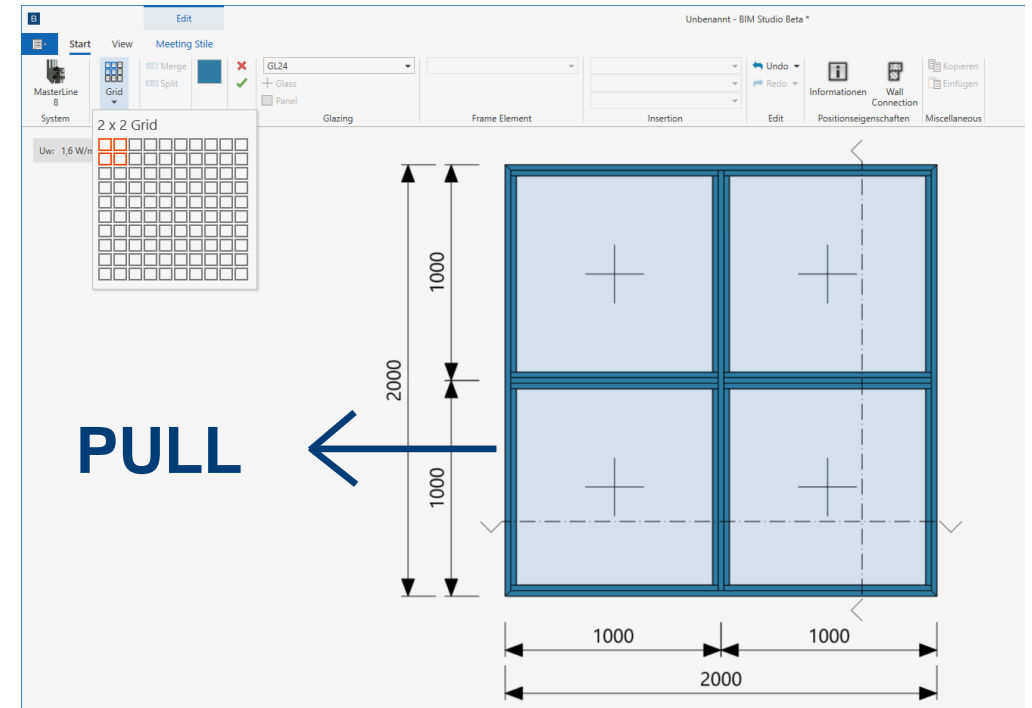 B
Edit
Unbenannt - BIM Studio Beta *
Start
View
Meeting Stile
MasterLine
8
System
Grid
Merge
Split
GL24
Glass
Panel
Glazing
Frame Element
Insertion
Undo
Redo
Edit
Informationen
Wall
Connection
Positionseigenschaften
Kopieren
Einfügen
Miscellaneous
2 x 2 Grid
Uw: 1,6 W/
1000
2000
1000
PULL
1000
1000
2000